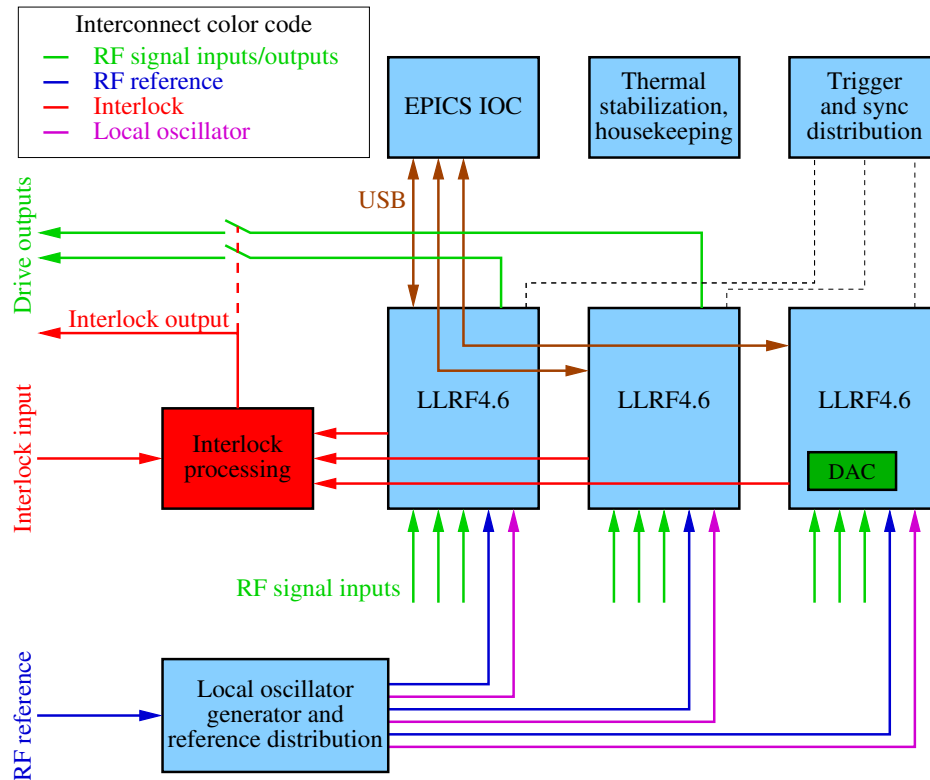 Interconnect color code
RF signal inputs/outputs
RF reference
Interlock
Local oscillator
EPICS IOC
Thermal
stabilization,
housekeeping
Trigger
and sync
distribution
USB
Drive outputs
Interlock output
Interlock input
Interlock
processing
LLRF4.6
LLRF4.6
LLRF4.6
DAC
RF signal inputs
RF reference
Local oscillator
generator and
reference distribution